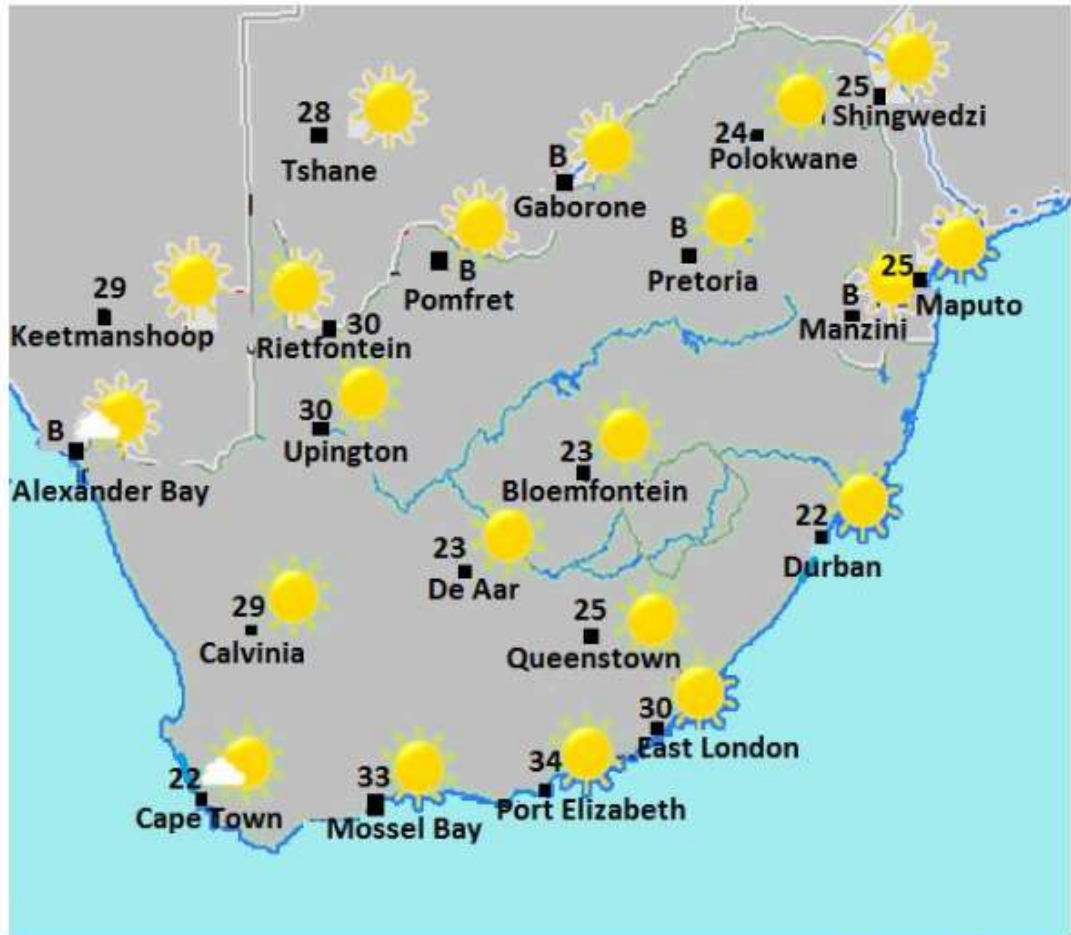 25
Shingwedzi
28
Tshane
24
Polokwane
B
Gaborone
B
Pretoria
B
Pomfret
25
Maputo
29
Keetmanshoop
30
Rietfontein
B
Manzini
30
Upington
B
Alexander Bay
23
Bloemfontein
22
Durban
23
De Aar
29
Calvinia
25
Queenstown
30
East London
22
Cape Town
33
Mossel Bay
34
Port Elizabeth